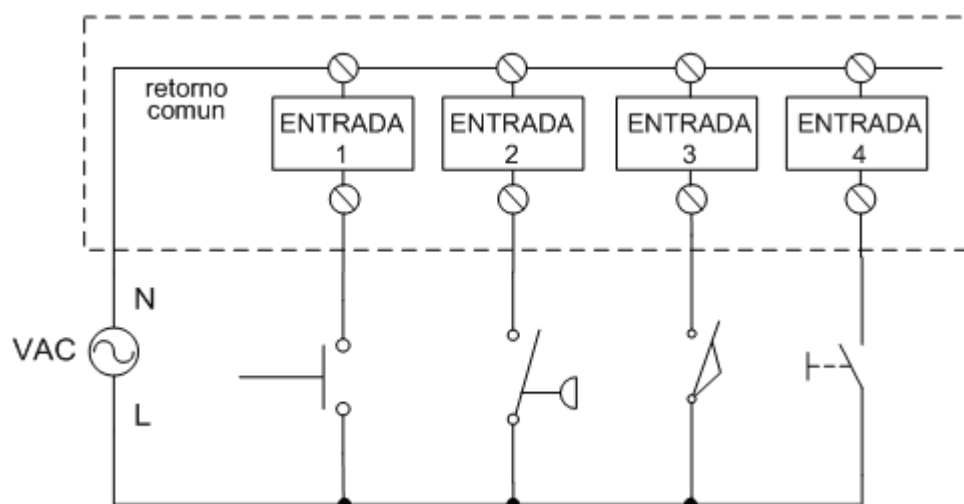 retorno
comun
ENTRADA
1
ENTRADA
2
ENTRADA
3
ENTRADA
4
N
VAC
L